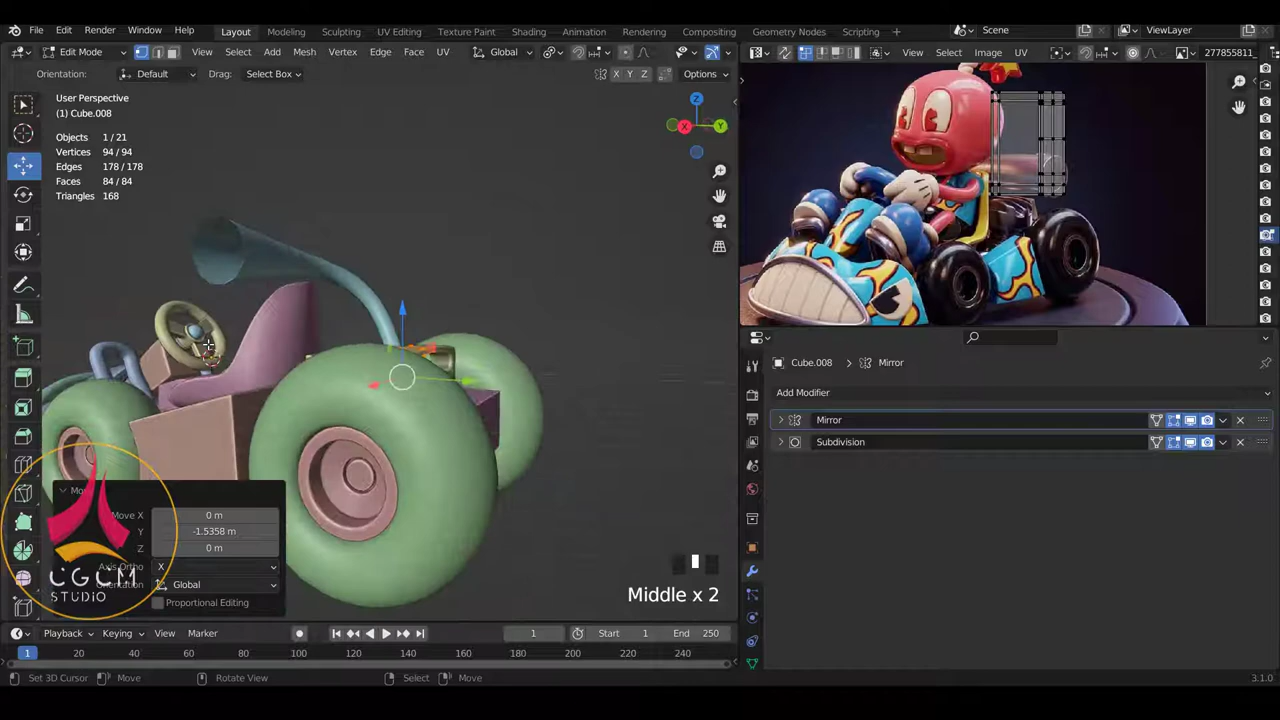 File Edit Render Window Help Layout Modeling Sculpting UV Editing Texture Paint Shading Animation Rendering Compositing Geometry Nodes Scripting Scene ViewLayer
Edit Mode View Select Add Mesh Vertex Edge Face UV Global View Select Image UV 277855811_
Orientation: Default Drag: Select Box X Y Z Options
User Perspective
(1) Cube.008
Objects 1 / 21
Vertices 94 / 94
Edges 178 / 178
Faces 84 / 84
Triangles 168
Z
X
Y
Cube.008 Mirror
Add Modifier
Mirror
Subdivision
Mo
Move X 0 m
Y -1.5358 m
Z 0 m
Axis Ortho X
Orientation Global
Proportional Editing
CGCM
STUDIO
Middle x 2
Playback Keying View Marker 1 Start 1 End 250
1 20 40 60 80 100 120 140 160 180 200 220 240
Set 3D Cursor Move Rotate View Select Move 3.1.0